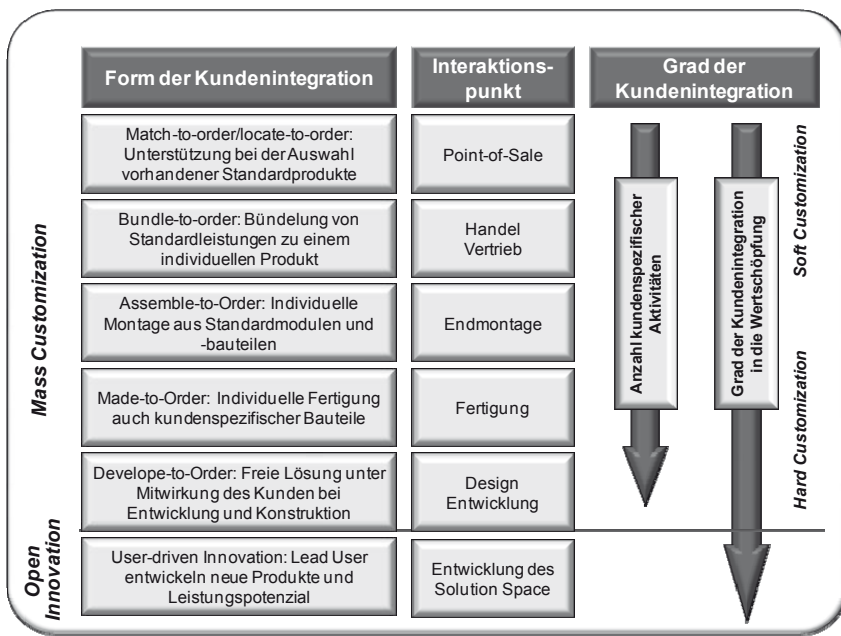 Form der Kundenintegration
Interaktions-
punkt
Grad der
Kundenintegration
Mass Customization
Match-to-order/locate-to-order:
Unterstützung bei der Auswahl
vorhandener Standardprodukte
Point-of-Sale
Bundle-to-order: Bündelung von
Standardleistungen zu einem
individuellen Produkt
Handel
Vertrieb
Assemble-to-Order: Individuelle
Montage aus Standardmodulen und
-bauteilen
Endmontage
Made-to-Order: Individuelle Fertigung
auch kundenspezifischer Bauteile
Fertigung
Develope-to-Order: Freie Lösung unter
Mitwirkung des Kunden bei
Entwicklung und Konstruktion
Design
Entwicklung
Open
Innovation
User-driven Innovation: Lead User
entwickeln neue Produkte und
Leistungspotenzial
Entwicklung des
Solution Space
Anzahl kundenspezifischer
Aktivitäten
Grad der Kundenintegration
in die Wertschöpfung
Soft Customization
Hard Customization